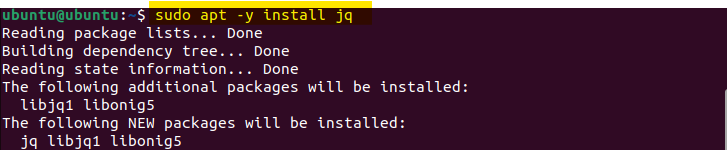 ubuntu@ubuntu:~$ sudo apt -y install jq
Reading package lists... Done
Building dependency tree... Done
Reading state information... Done
The following additional packages will be installed:
  libjq1 libonig5
The following NEW packages will be installed:
  jq libjq1 libonig5